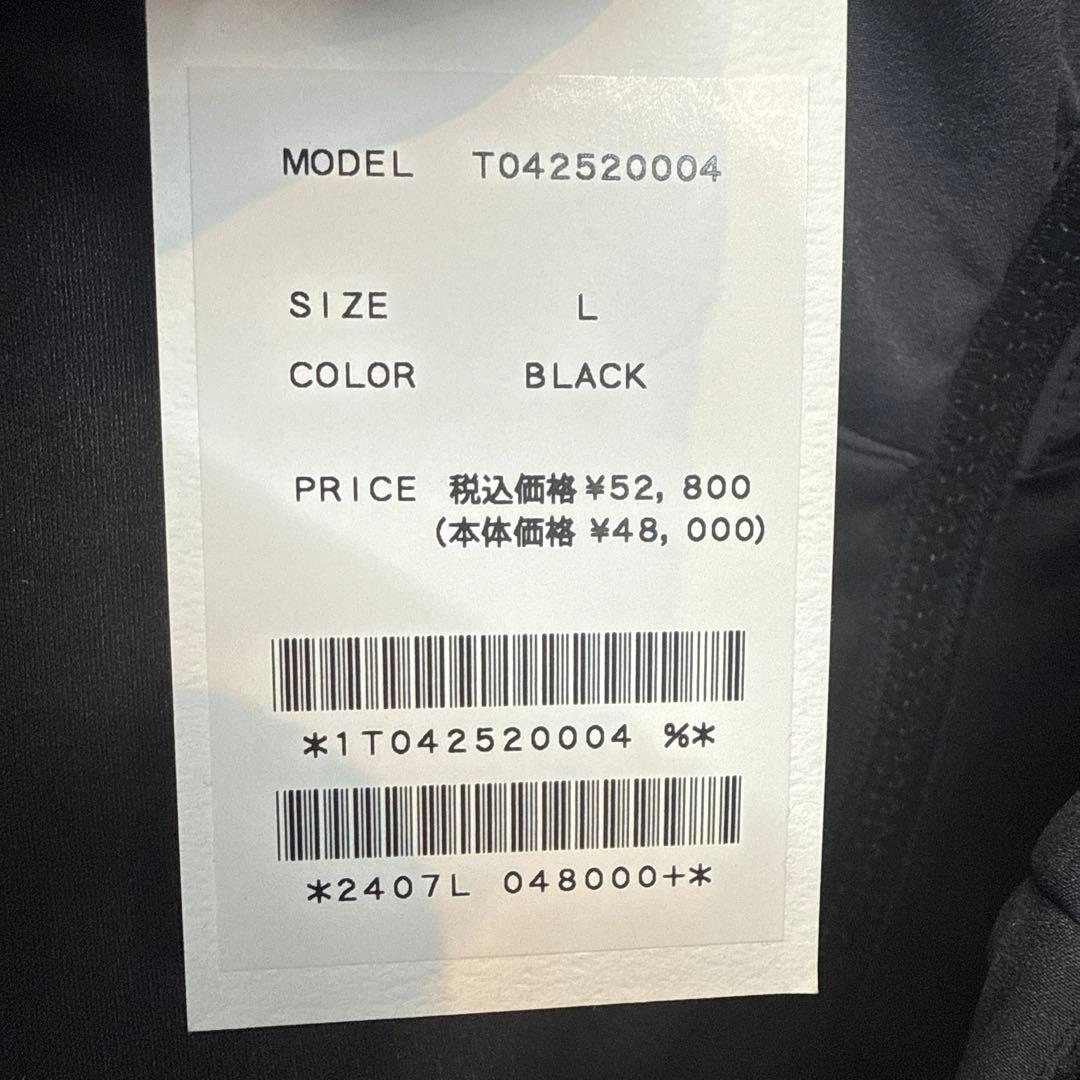 MODEL T042520004
SIZE L
COLOR BLACK
PRICE 税込価格 ¥52, 800
(本体価格 ¥48, 000)
*1T042520004 %*
*2407L 048000+*